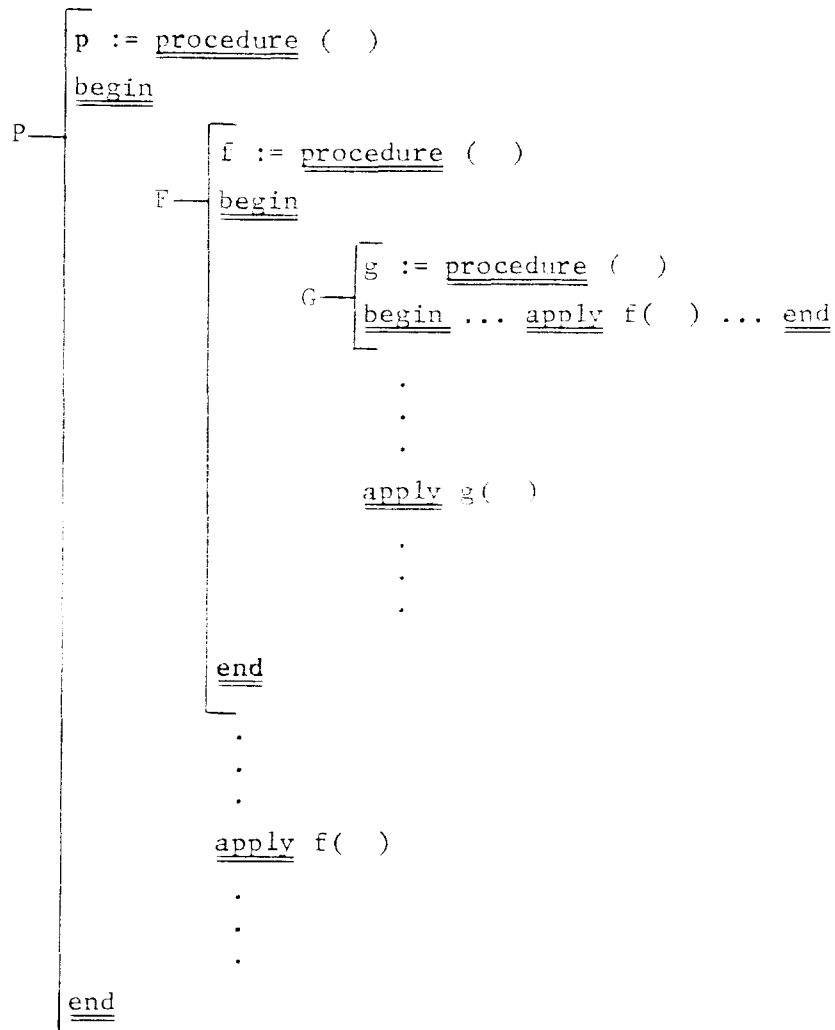 p := procedure ( )
begin
P
f := procedure ( )
F begin
g := procedure ( )
G
begin ... apply f( ) ... end
.
.
.
apply g( )
.
.
.
end
.
.
.
apply f( )
.
.
.
end